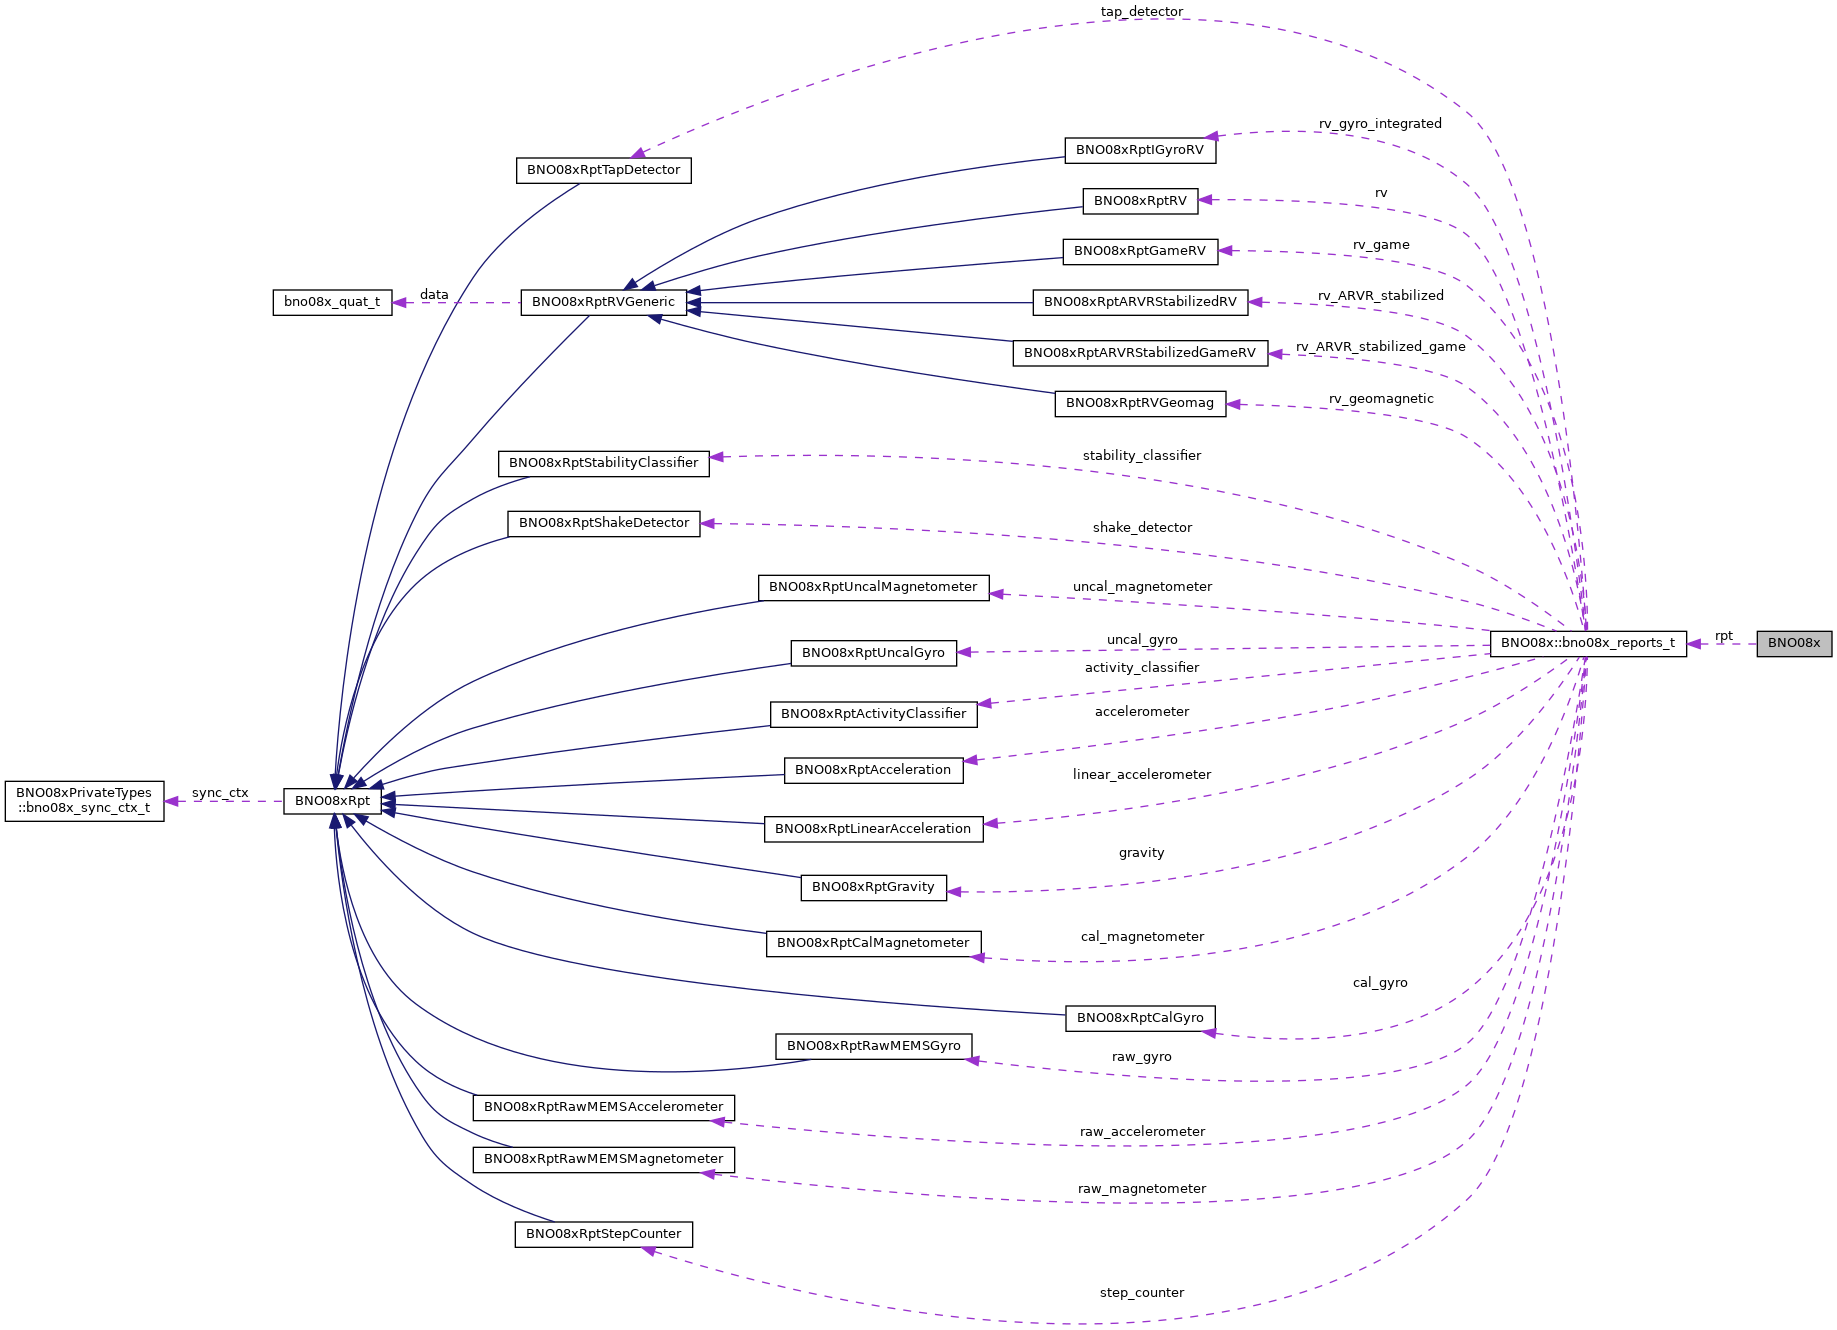 tap_detector
rv_gyro_integrated
BNO08xRptIGyroRV
BNO08xRptTapDetector
rv
BNO08xRptRV
rv_game
BNO08xRptGameRV
data
rv_ARVR_stabilized
bno08x_quat_t
BNO08xRptRVGeneric
BNO08xRptARVRStabilizedRV
rv_ARVR_stabilized_game
BNO08xRptARVRStabilizedGameRV
rv_geomagnetic
BNO08xRptRVGeomag
stability_classifier
BNO08xRptStabilityClassifier
BNO08xRptShakeDetector
shake_detector
BNO08xRptUncalMagnetometer
uncal_magnetometer
rpt
uncal_gyro
BNO08x::bno08x_reports_t
BNO08x
BNO08xRptUncalGyro
activity_classifier
BNO08xRptActivityClassifier
accelerometer
BNO08xRptAcceleration
linear_accelerometer
BNO08xPrivateTypes
::bno08x_sync_ctx_t
sync_ctx
BNO08xRpt
BNO08xRptLinearAcceleration
gravity
BNO08xRptGravity
cal_magnetometer
BNO08xRptCalMagnetometer
cal_gyro
BNO08xRptCalGyro
BNO08xRptRawMEMSGyro
raw_gyro
BNO08xRptRawMEMSAccelerometer
raw_accelerometer
BNO08xRptRawMEMSMagnetometer
raw_magnetometer
BNO08xRptStepCounter
step_counter